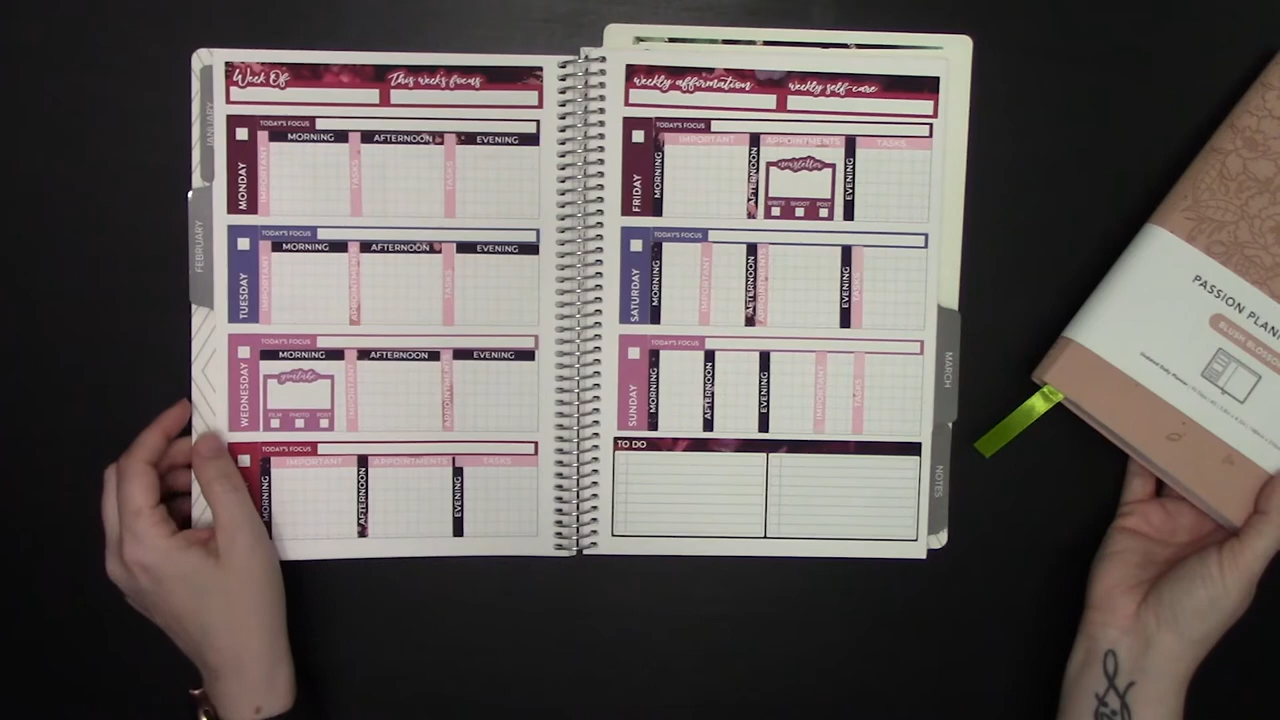 Week Of
This weeks focus
JANUARY
FEBRUARY
MONDAY
TODAY'S FOCUS
MORNING
AFTERNOON
EVENING
IMPORTANT
TASKS
TASKS
TUESDAY
TODAY'S FOCUS
MORNING
AFTERNOON
EVENING
IMPORTANT
APPOINTMENTS
TASKS
WEDNESDAY
TODAY'S FOCUS
MORNING
AFTERNOON
EVENING
youtube
FILM PHOTO POST
IMPORTANT
APPOINTMENTS
TODAY'S FOCUS
IMPORTANT
APPOINTMENTS
TASKS
MORNING
AFTERNOON
EVENING
weekly affirmation
weekly self-care
FRIDAY
TODAY'S FOCUS
IMPORTANT
APPOINTMENTS
TASKS
MORNING
AFTERNOON
newsletter
WRITE SHOOT POST
EVENING
SATURDAY
TODAY'S FOCUS
MORNING
IMPORTANT
AFTERNOON
APPOINTMENTS
EVENING
TASKS
SUNDAY
TODAY'S FOCUS
MORNING
AFTERNOON
EVENING
IMPORTANT
TASKS
TO DO
MARCH
NOTES
PASSION PLAN
BLUSH BLOSSO
Undated Daily Planner